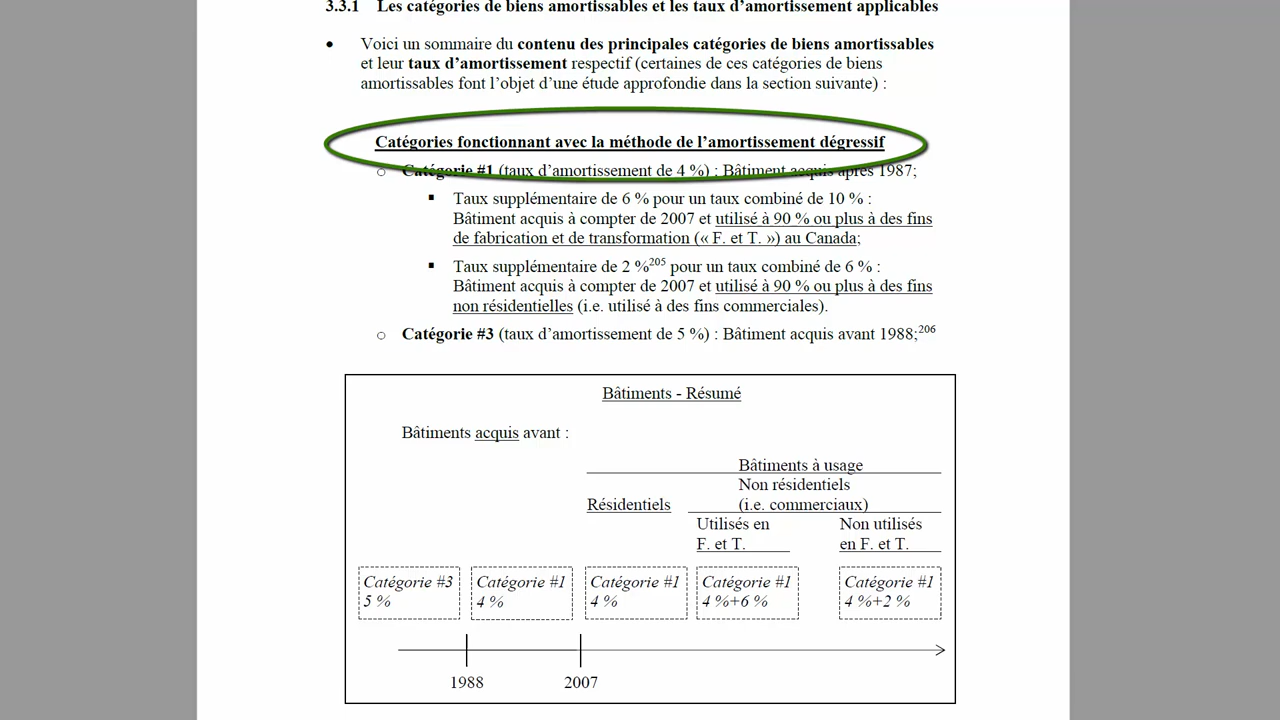 3.3.1 Les catégories de biens amortissables et les taux d’amortissement applicables
• Voici un sommaire du contenu des principales catégories de biens amortissables
et leur taux d’amortissement respectif (certaines de ces catégories de biens
amortissables font l’objet d’une étude approfondie dans la section suivante) :
Catégories fonctionnant avec la méthode de l’amortissement dégressif
o Catégorie #1 (taux d’amortissement de 4 %) : Bâtiment acquis après 1987;
▪ Taux supplémentaire de 6 % pour un taux combiné de 10 % :
Bâtiment acquis à compter de 2007 et utilisé à 90 % ou plus à des fins
de fabrication et de transformation (« F. et T. ») au Canada;
▪ Taux supplémentaire de 2 %205 pour un taux combiné de 6 % :
Bâtiment acquis à compter de 2007 et utilisé à 90 % ou plus à des fins
non résidentielles (i.e. utilisé à des fins commerciales).
o Catégorie #3 (taux d’amortissement de 5 %) : Bâtiment acquis avant 1988;206
Bâtiments - Résumé
Bâtiments acquis avant :
Bâtiments à usage
Non résidentiels
Résidentiels (i.e. commerciaux)
Utilisés en Non utilisés
F. et T. en F. et T.
Catégorie #3 Catégorie #1 Catégorie #1 Catégorie #1 Catégorie #1
5 % 4 % 4 % 4 %+6 % 4 %+2 %
1988 2007